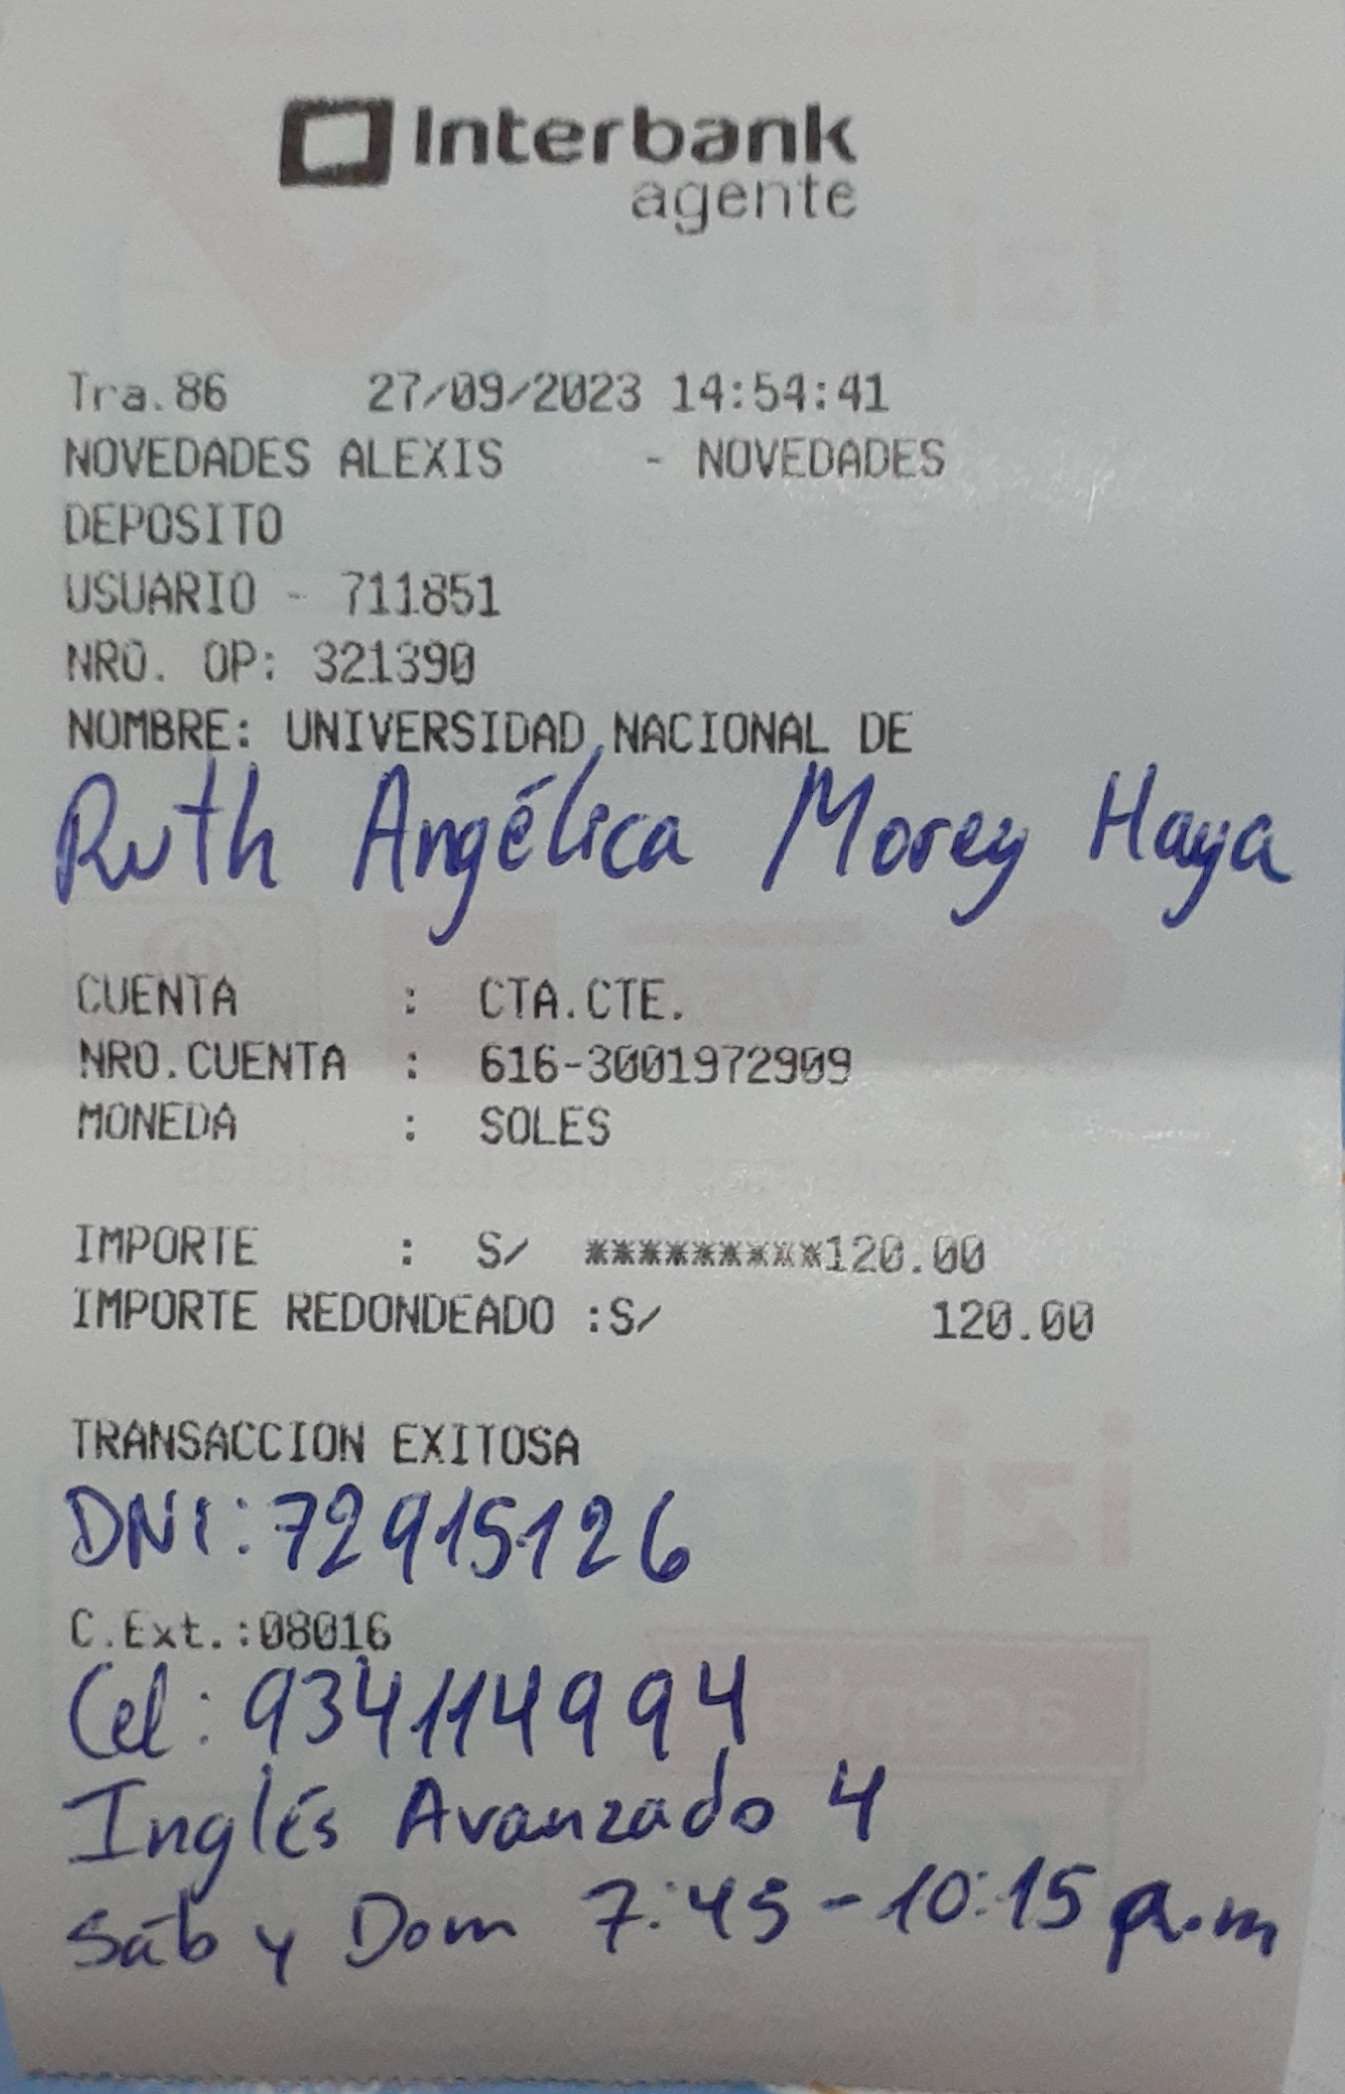 Interbank
agente
Tra.86 27/09/2023 14:54:41
NOVEDADES ALEXIS - NOVEDADES
DEPOSITO
USUARIO - 711851
NRO. OP: 321390
NOMBRE: UNIVERSIDAD NACIONAL DE
Ruth Angélica Morey Haya
CUENTA : CTA.CTE.
NRO.CUENTA : 616-3001972909
MONEDA : SOLES
IMPORTE : S/ *********120.00
IMPORTE REDONDEADO :S/ 120.00
TRANSACCION EXITOSA
DNI: 72915126
C.Ext.:08016
Cel: 934114994
Inglés Avanzado 4
Sáb y Dom 7:45 - 10:15